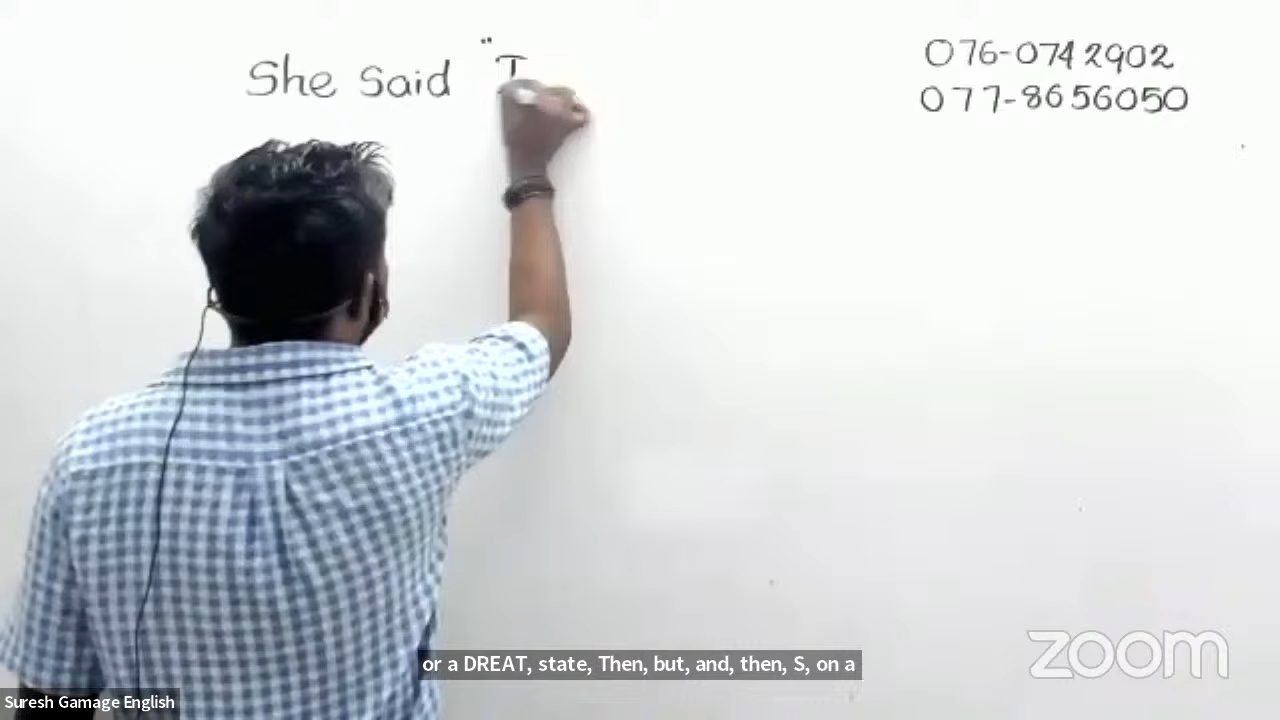 She Said "I
076-0742902
077-8656050
or a DREAT, state, Then, but, and, then, S, on a
zoom
Suresh Gamage English